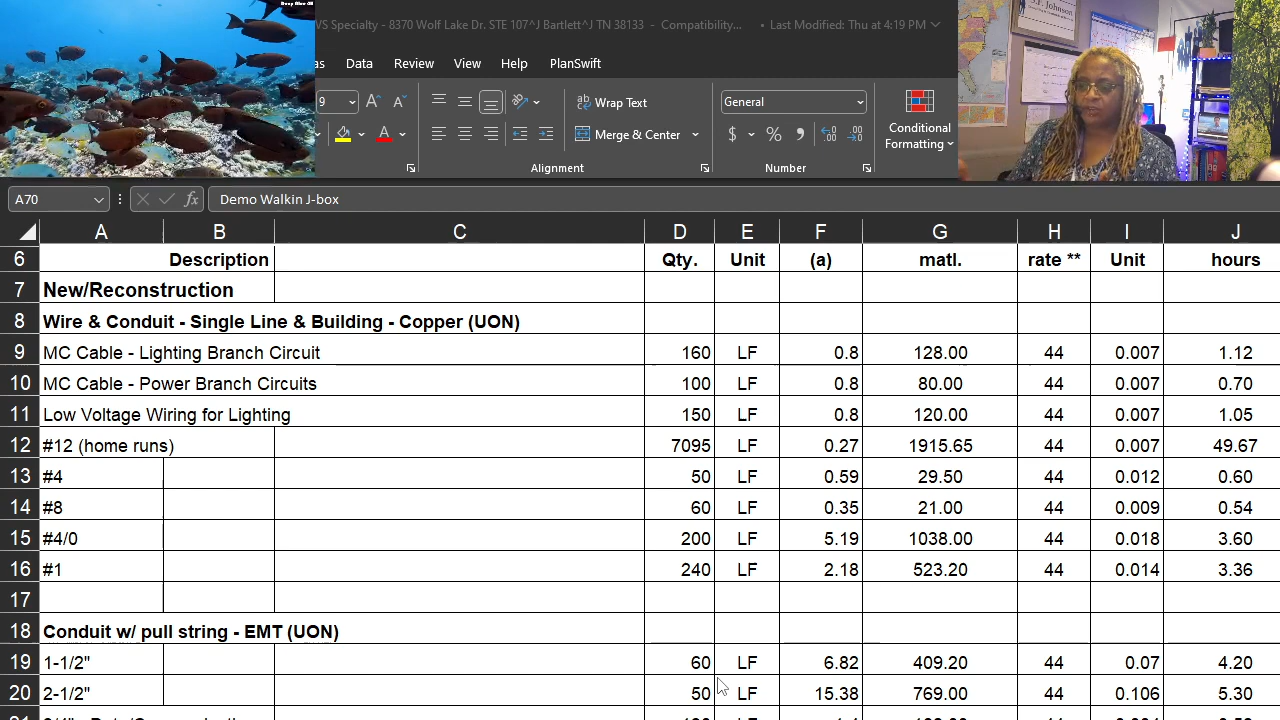 Deep Blue 4K
VS Specialty - 8370 Wolf Lake Dr. STE 107^J Bartlett^J TN 38133 - Compatibility... • Last Modified: Thu at 4:19 PM
as Data Review View Help PlanSwift
9 A A ab Wrap Text General
A Merge & Center $ % , Conditional Formatting
Alignment Number
A70 fx Demo Walkin J-box
A B C D E F G H I J
6 Description Qty. Unit (a) matl. rate ** Unit hours
7 New/Reconstruction
8 Wire & Conduit - Single Line & Building - Copper (UON)
9 MC Cable - Lighting Branch Circuit 160 LF 0.8 128.00 44 0.007 1.12
10 MC Cable - Power Branch Circuits 100 LF 0.8 80.00 44 0.007 0.70
11 Low Voltage Wiring for Lighting 150 LF 0.8 120.00 44 0.007 1.05
12 #12 (home runs) 7095 LF 0.27 1915.65 44 0.007 49.67
13 #4 50 LF 0.59 29.50 44 0.012 0.60
14 #8 60 LF 0.35 21.00 44 0.009 0.54
15 #4/0 200 LF 5.19 1038.00 44 0.018 3.60
16 #1 240 LF 2.18 523.20 44 0.014 3.36
17
18 Conduit w/ pull string - EMT (UON)
19 1-1/2" 60 LF 6.82 409.20 44 0.07 4.20
20 2-1/2" 50 LF 15.38 769.00 44 0.106 5.30